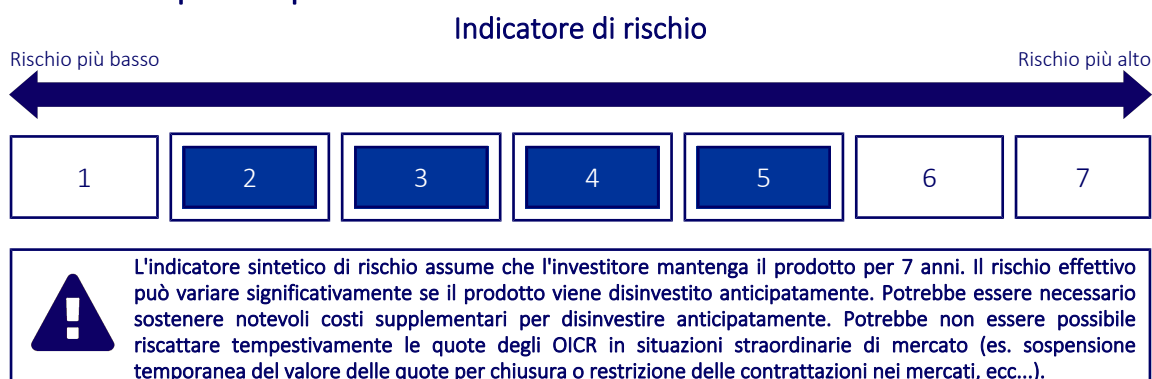 Indicatore di rischio
Rischio più basso Rischio più alto
1 2 3 4 5 6 7
L'indicatore sintetico di rischio assume che l'investitore mantenga il prodotto per 7 anni. Il rischio effettivo
può variare significativamente se il prodotto viene disinvestito anticipatamente. Potrebbe essere necessario
sostenere notevoli costi supplementari per disinvestire anticipatamente. Potrebbe non essere possibile
riscattare tempestivamente le quote degli OICR in situazioni straordinarie di mercato (es. sospensione
temporanea del valore delle quote per chiusura o restrizione delle contrattazioni nei mercati, ecc...).